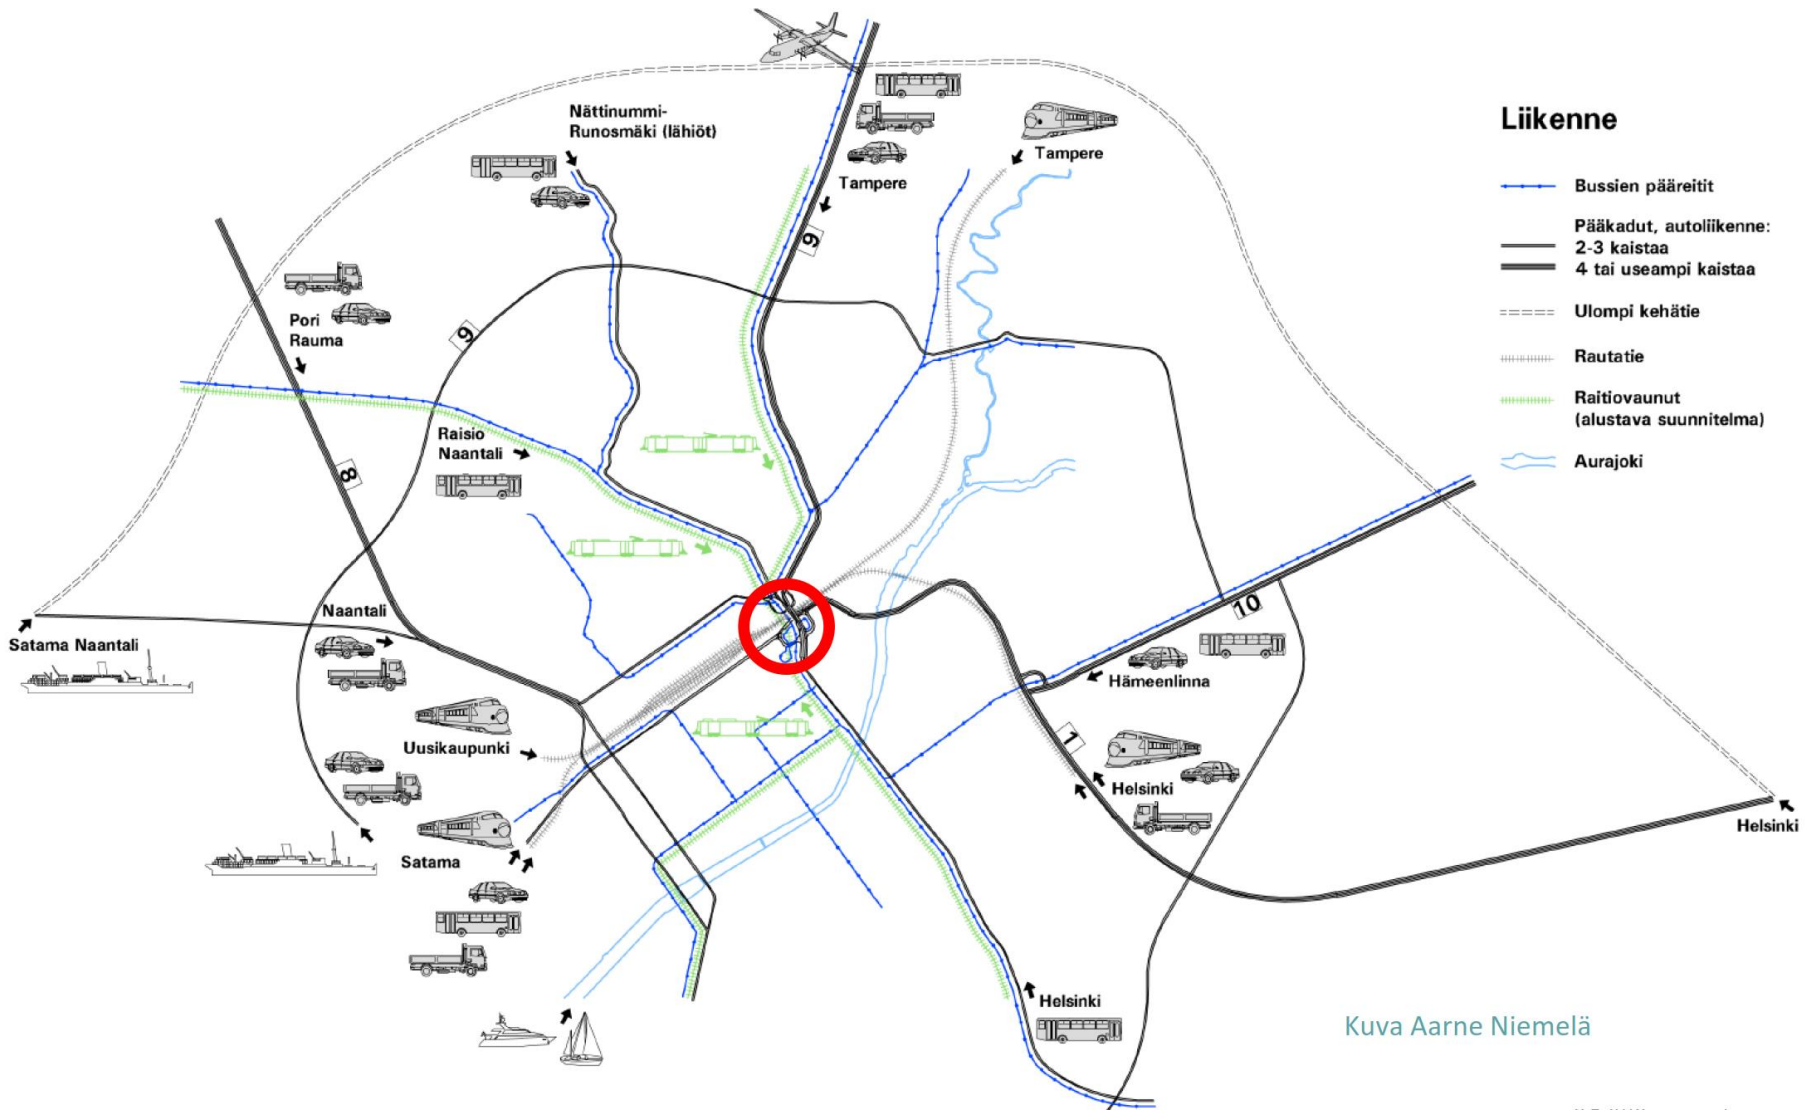 Nättinummi-
Runosmäki (lähiöt)
Tampere
9
Tampere
Liikenne
Bussien pääreitit
Pääkadut, autoliikenne:
2-3 kaistaa
4 tai useampi kaistaa
Ulompi kehätie
Rautatie
Raitiovaunut
(alustava suunnitelma)
Aurajoki
Pori
Rauma
9
Raisio
Naantali
8
Naantali
Satama Naantali
10
Hämeenlinna
Uusikaupunki
1
Helsinki
Helsinki
Satama
Helsinki
Kuva Aarne Niemelä